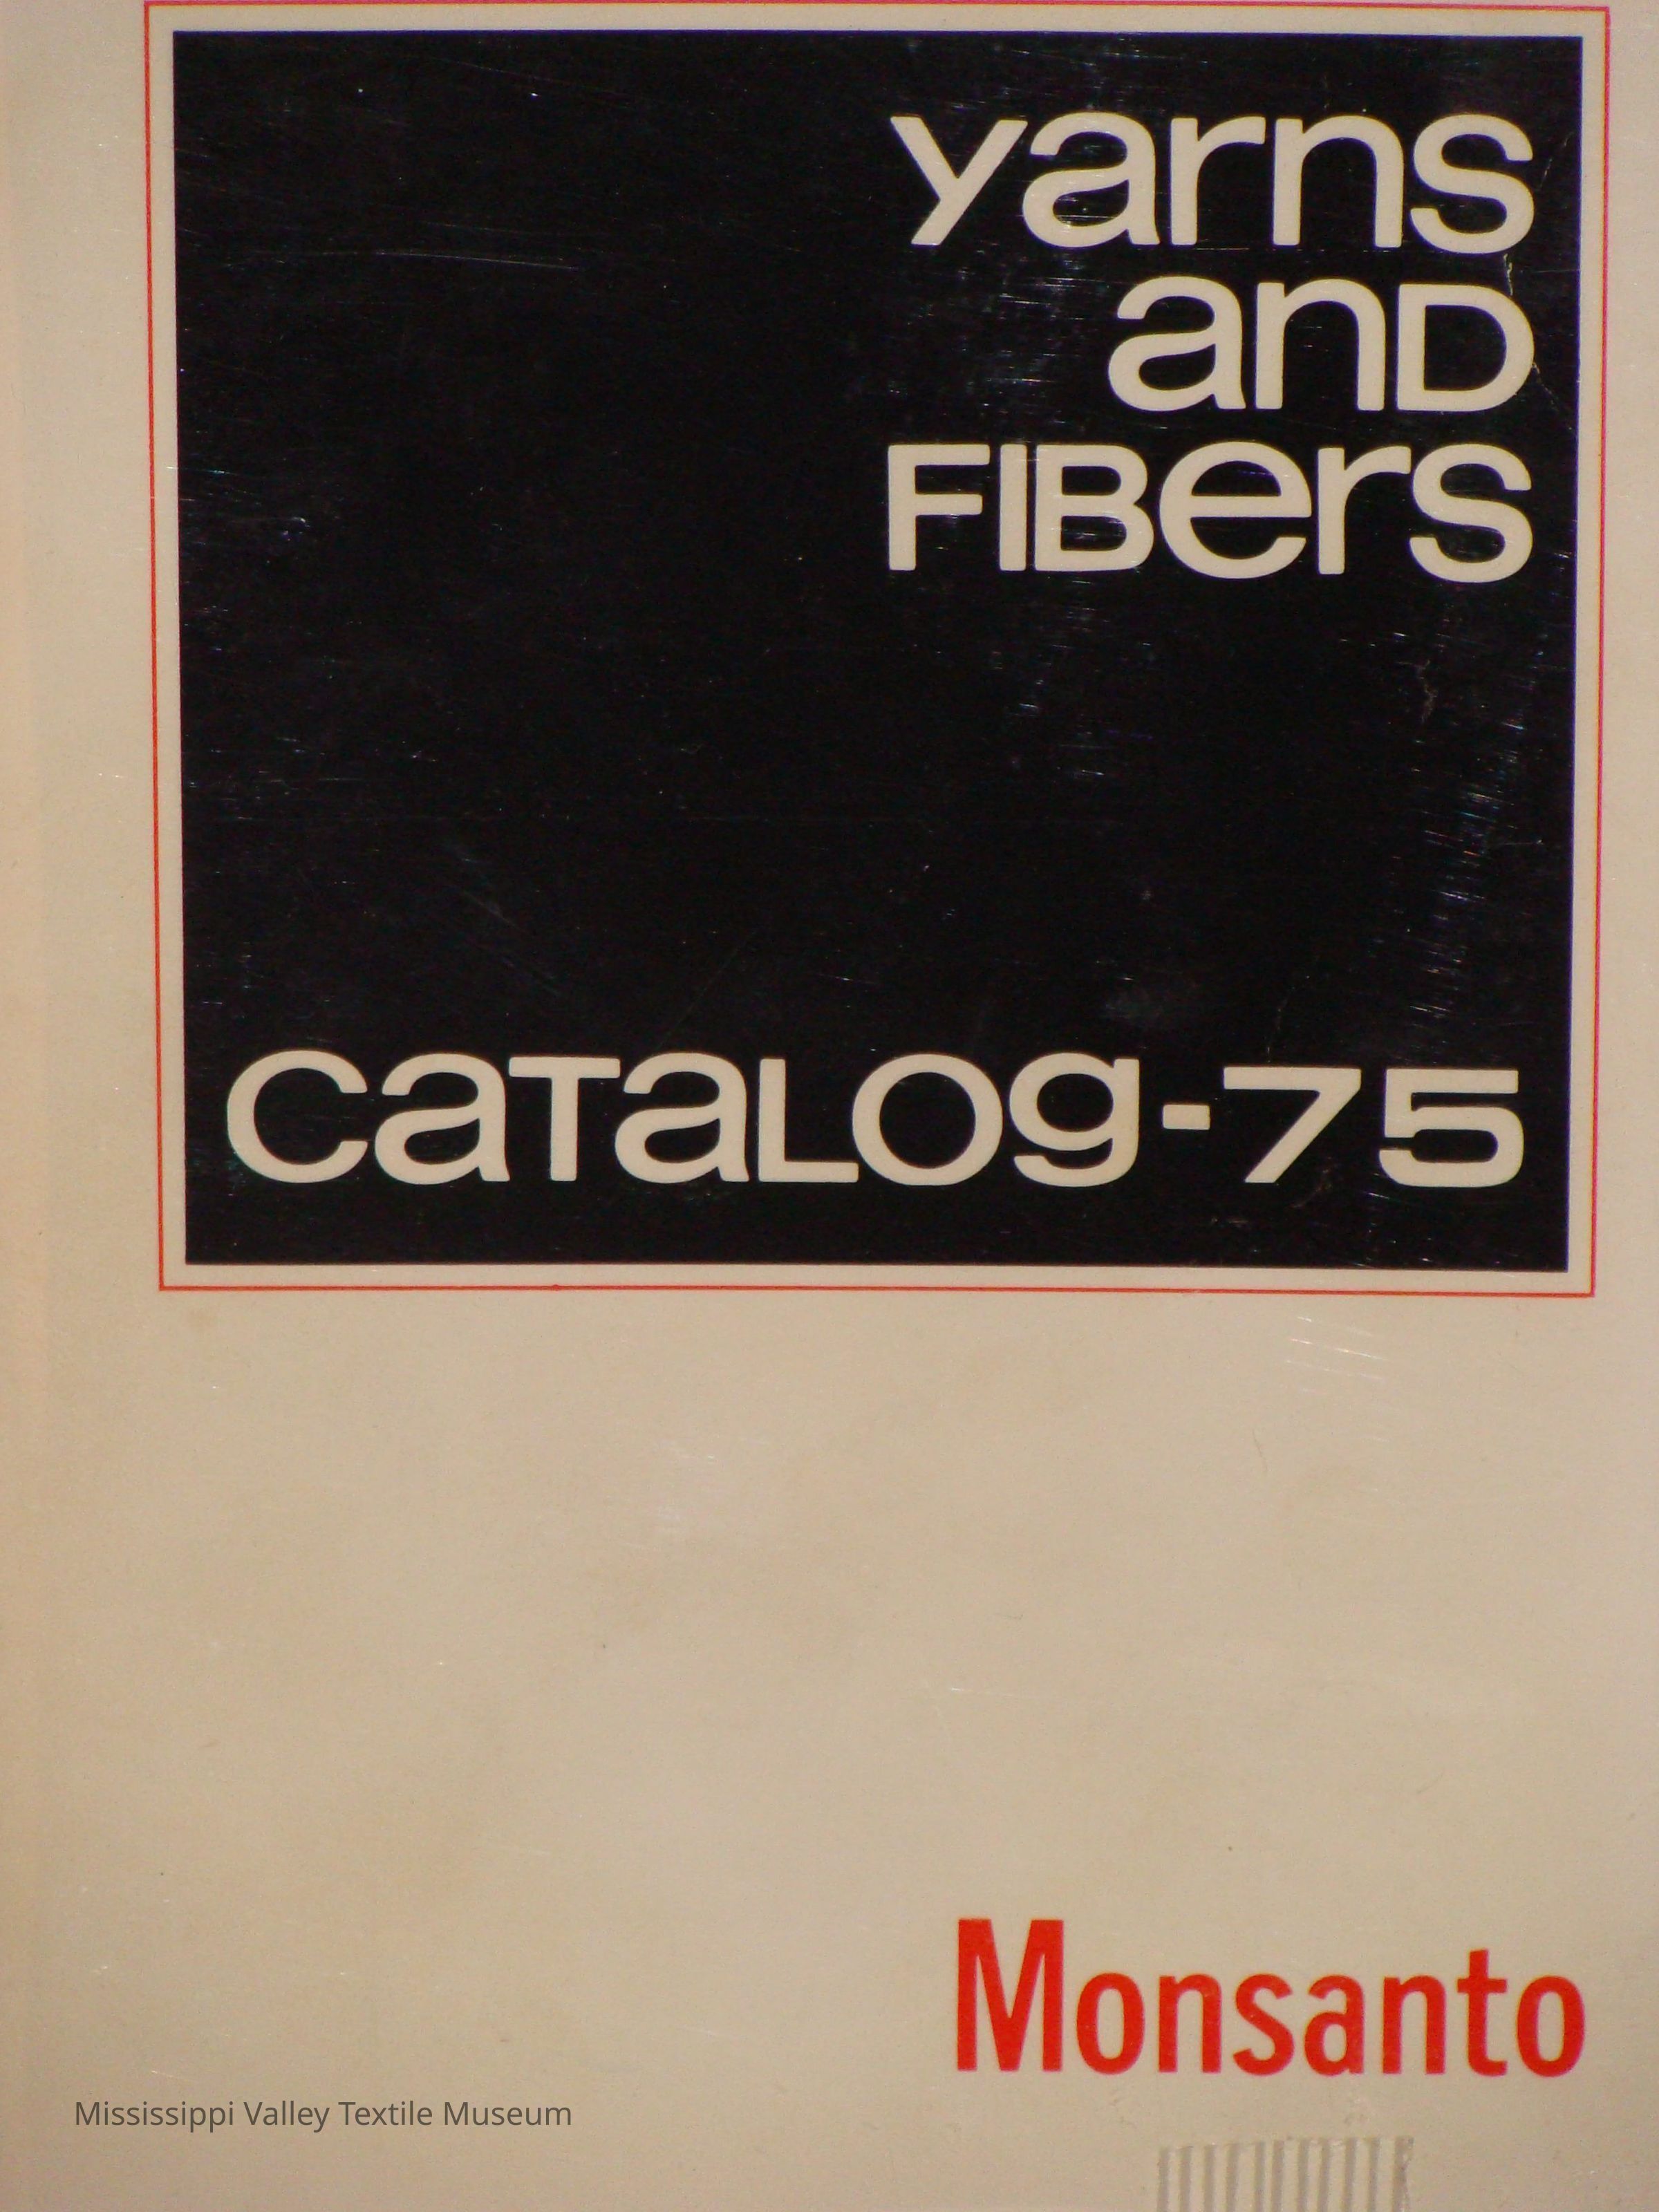 yarns
anD
FIBers
caTaLog-75
Monsanto
Mississippi Valley Textile Museum